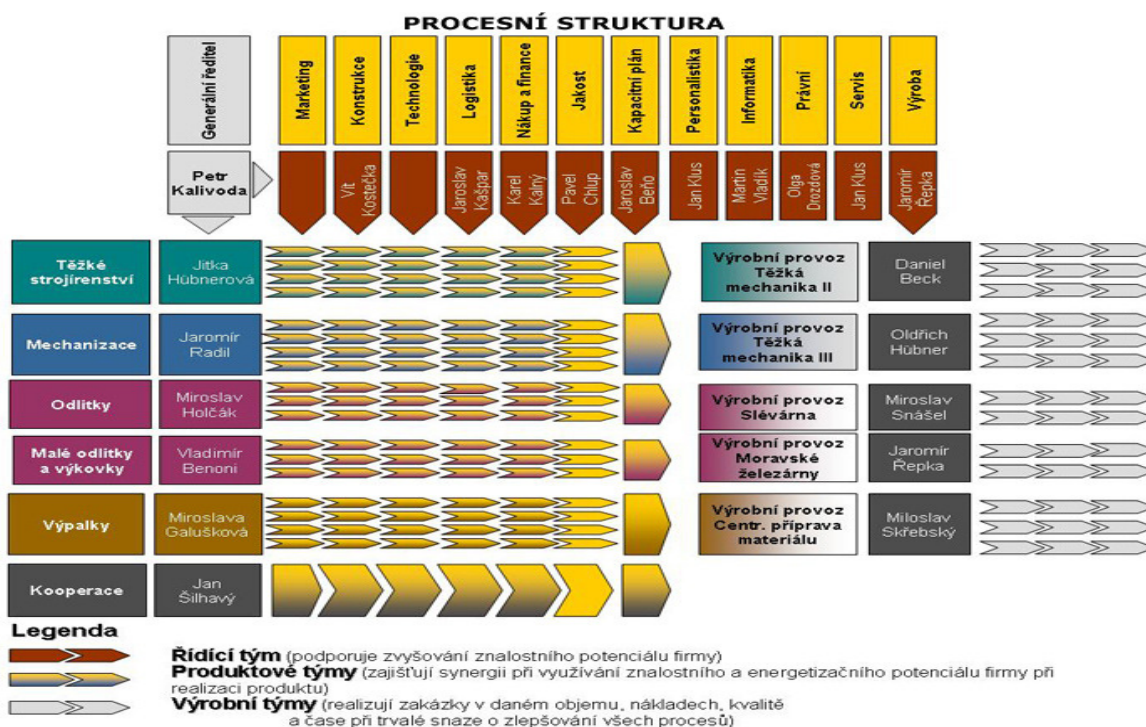 PROCESNÍ STRUKTURA
Generální ředitel
Marketing
Konstrukce
Technologie
Logistika
Nákup a finance
Jakost
Kapacitní plán
Personalistika
Informatika
Právní
Servis
Výroba
Petr
Kalivoda
Vít
Kostečka
Jaroslav
Kašpar
Karel
Kalný
Pavel
Chlup
Jaroslav
Beňo
Jan Klus
Martin
Vladík
Olga
Drozdová
Jan Klus
Jaromír
Řepka
Těžké
strojírenství
Jitka
Hübnerová
Výrobní provoz
Těžká
mechanika II
Daniel
Beck
Mechanizace
Jaromír
Radil
Výrobní provoz
Těžká
mechanika III
Oldřich
Hübner
Odlitky
Miroslav
Holčák
Výrobní provoz
Slévárna
Miroslav
Snášel
Malé odlitky
a výkovky
Vladimír
Benoni
Výrobní provoz
Moravské
železárny
Jaromír
Řepka
Výpalky
Miroslava
Galušková
Výrobní provoz
Centr. příprava
materiálu
Miloslav
Skřebský
Kooperace
Jan
Šilhavý
Legenda
Řídící tým (podporuje zvyšování znalostního potenciálu firmy)
Produktové týmy (zajišťují synergii při využívání znalostního a energetizačního potenciálu firmy při
realizaci produktu)
Výrobní týmy (realizují zakázky v daném objemu, nákladech, kvalitě
a čase při trvalé snaze o zlepšování všech procesů)